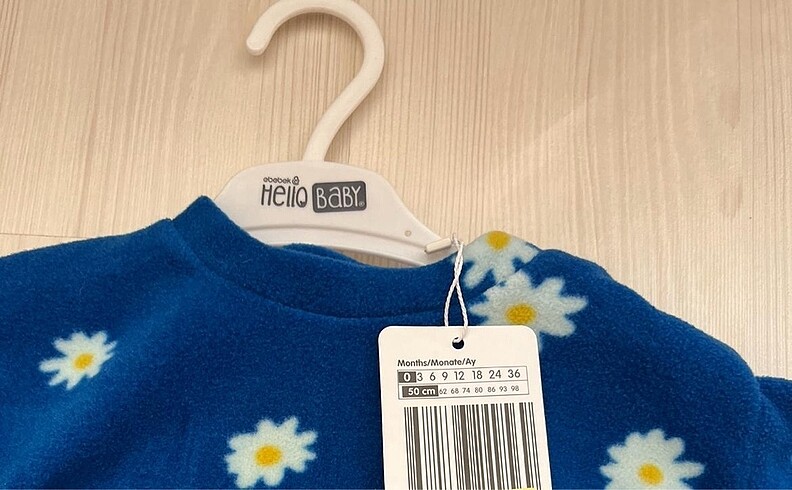 ebebek
Hello BABY
Months/Monate/Ay
0 3 6 9 12 18 24 36
50 cm 62 68 74 80 86 93 98